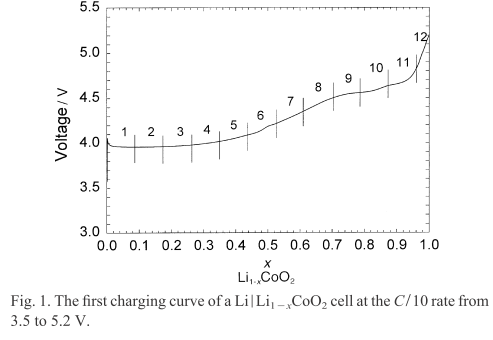 5.5
5.0
4.5
4.0
3.5
3.0
Voltage / V
1 2 3 4 5 6 7 8 9 10 11 12
0.0 0.1 0.2 0.3 0.4 0.5 0.6 0.7 0.8 0.9 1.0
x
Li₁₋ₓCoO₂
Fig. 1. The first charging curve of a Li|Li₁₋ₓCoO₂ cell at the C/10 rate from
3.5 to 5.2 V.